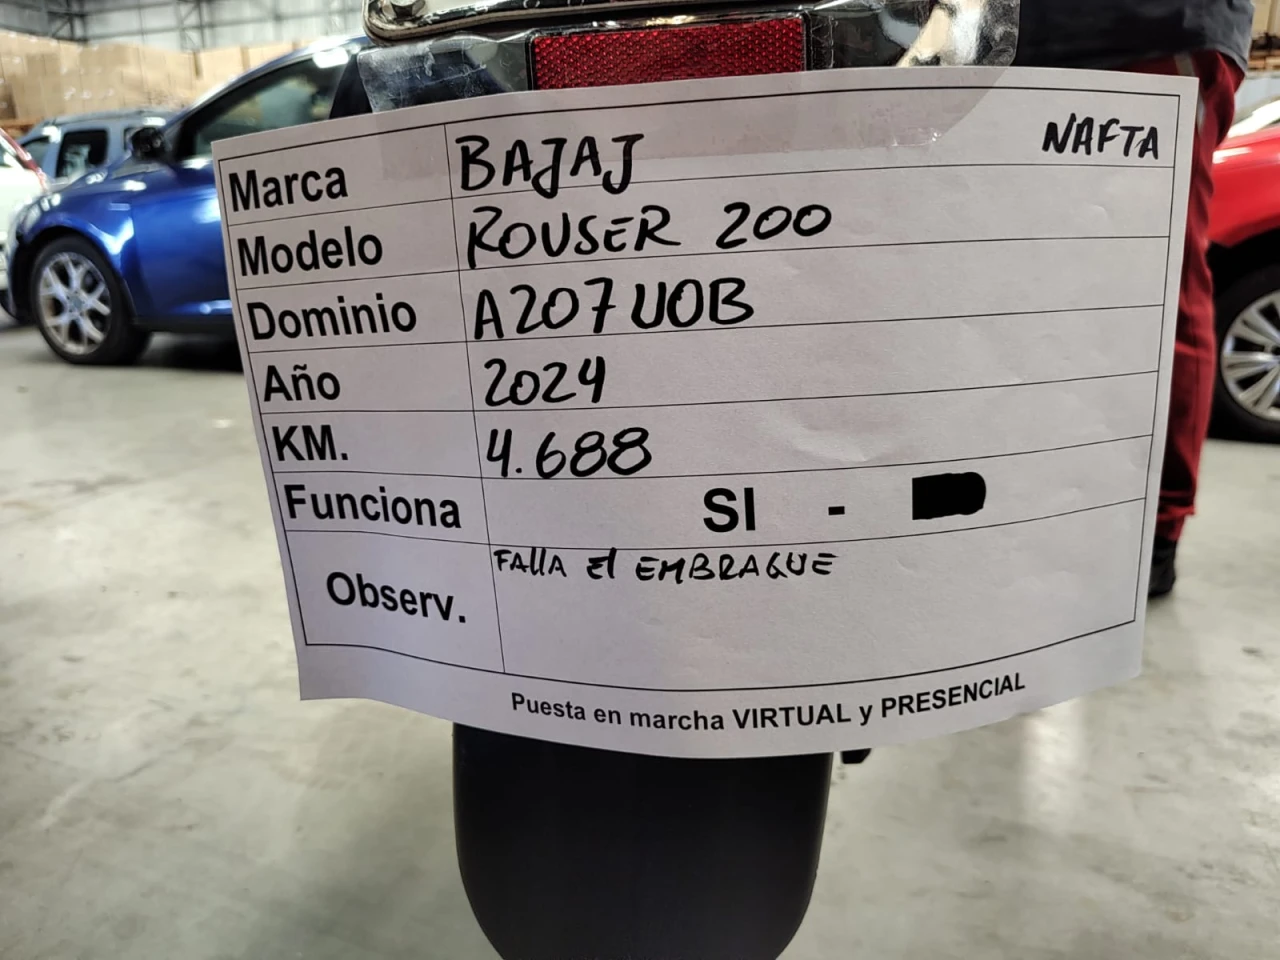 Marca BAJAJ NAFTA
Modelo ROUSER 200
Dominio A207UOB
Año 2024
KM. 4.688
Funciona SI -
Observ. FAllA El EMBRAGUE
Puesta en marcha VIRTUAL y PRESENCIAL